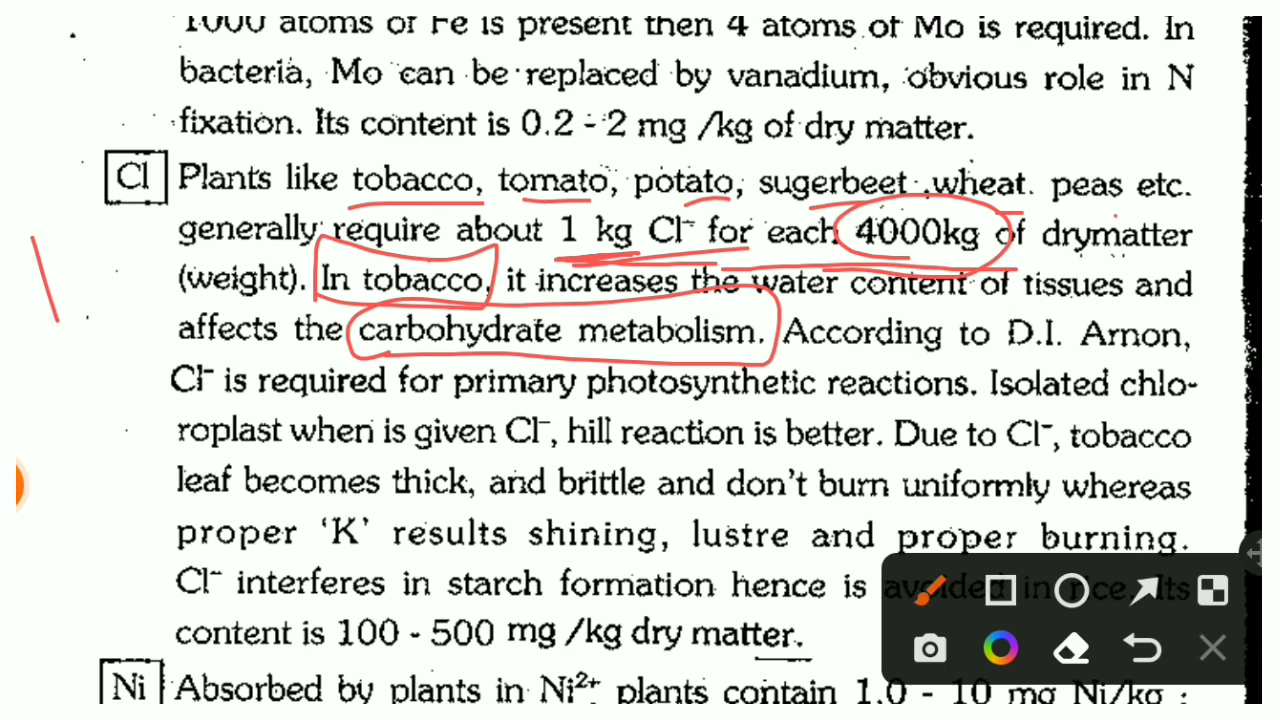 1000 atoms of Fe is present then 4 atoms of Mo is required. In
bacteria, Mo can be replaced by vanadium, obvious role in N
fixation. Its content is 0.2 - 2 mg /kg of dry matter.
Cl Plants like tobacco, tomato, potato, sugerbeet ,wheat. peas etc.
generally require about 1 kg Cl⁻ for each 4000kg of drymatter
(weight). In tobacco, it increases the water content of tissues and
affects the carbohydrate metabolism. According to D.I. Arnon,
Cl⁻ is required for primary photosynthetic reactions. Isolated chlo-
roplast when is given Cl⁻, hill reaction is better. Due to Cl⁻, tobacco
leaf becomes thick, and brittle and don't burn uniformly whereas
proper 'K' results shining, lustre and proper burning.
Cl⁻ interferes in starch formation hence is avoided in rice. Its
content is 100 - 500 mg /kg dry matter.
Ni Absorbed by plants in Ni²⁺ plants contain 1.0 - 10 mg Ni/kg ;